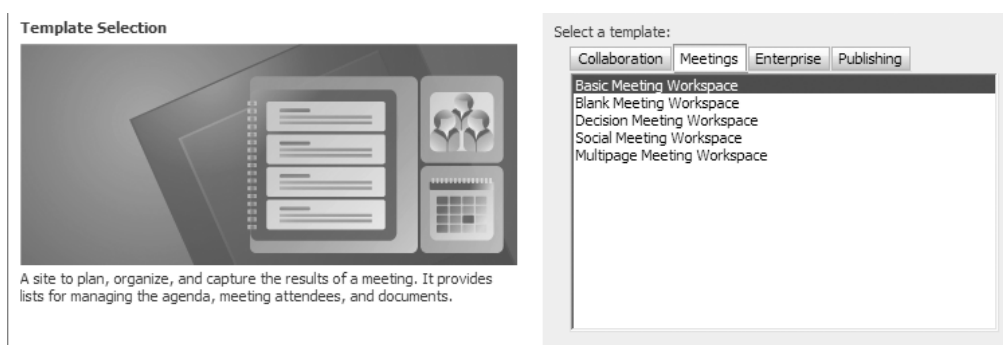 Template Selection
A site to plan, organize, and capture the results of a meeting. It provides
lists for managing the agenda, meeting attendees, and documents.
Select a template:
Collaboration Meetings Enterprise Publishing
Basic Meeting Workspace
Blank Meeting Workspace
Decision Meeting Workspace
Social Meeting Workspace
Multipage Meeting Workspace